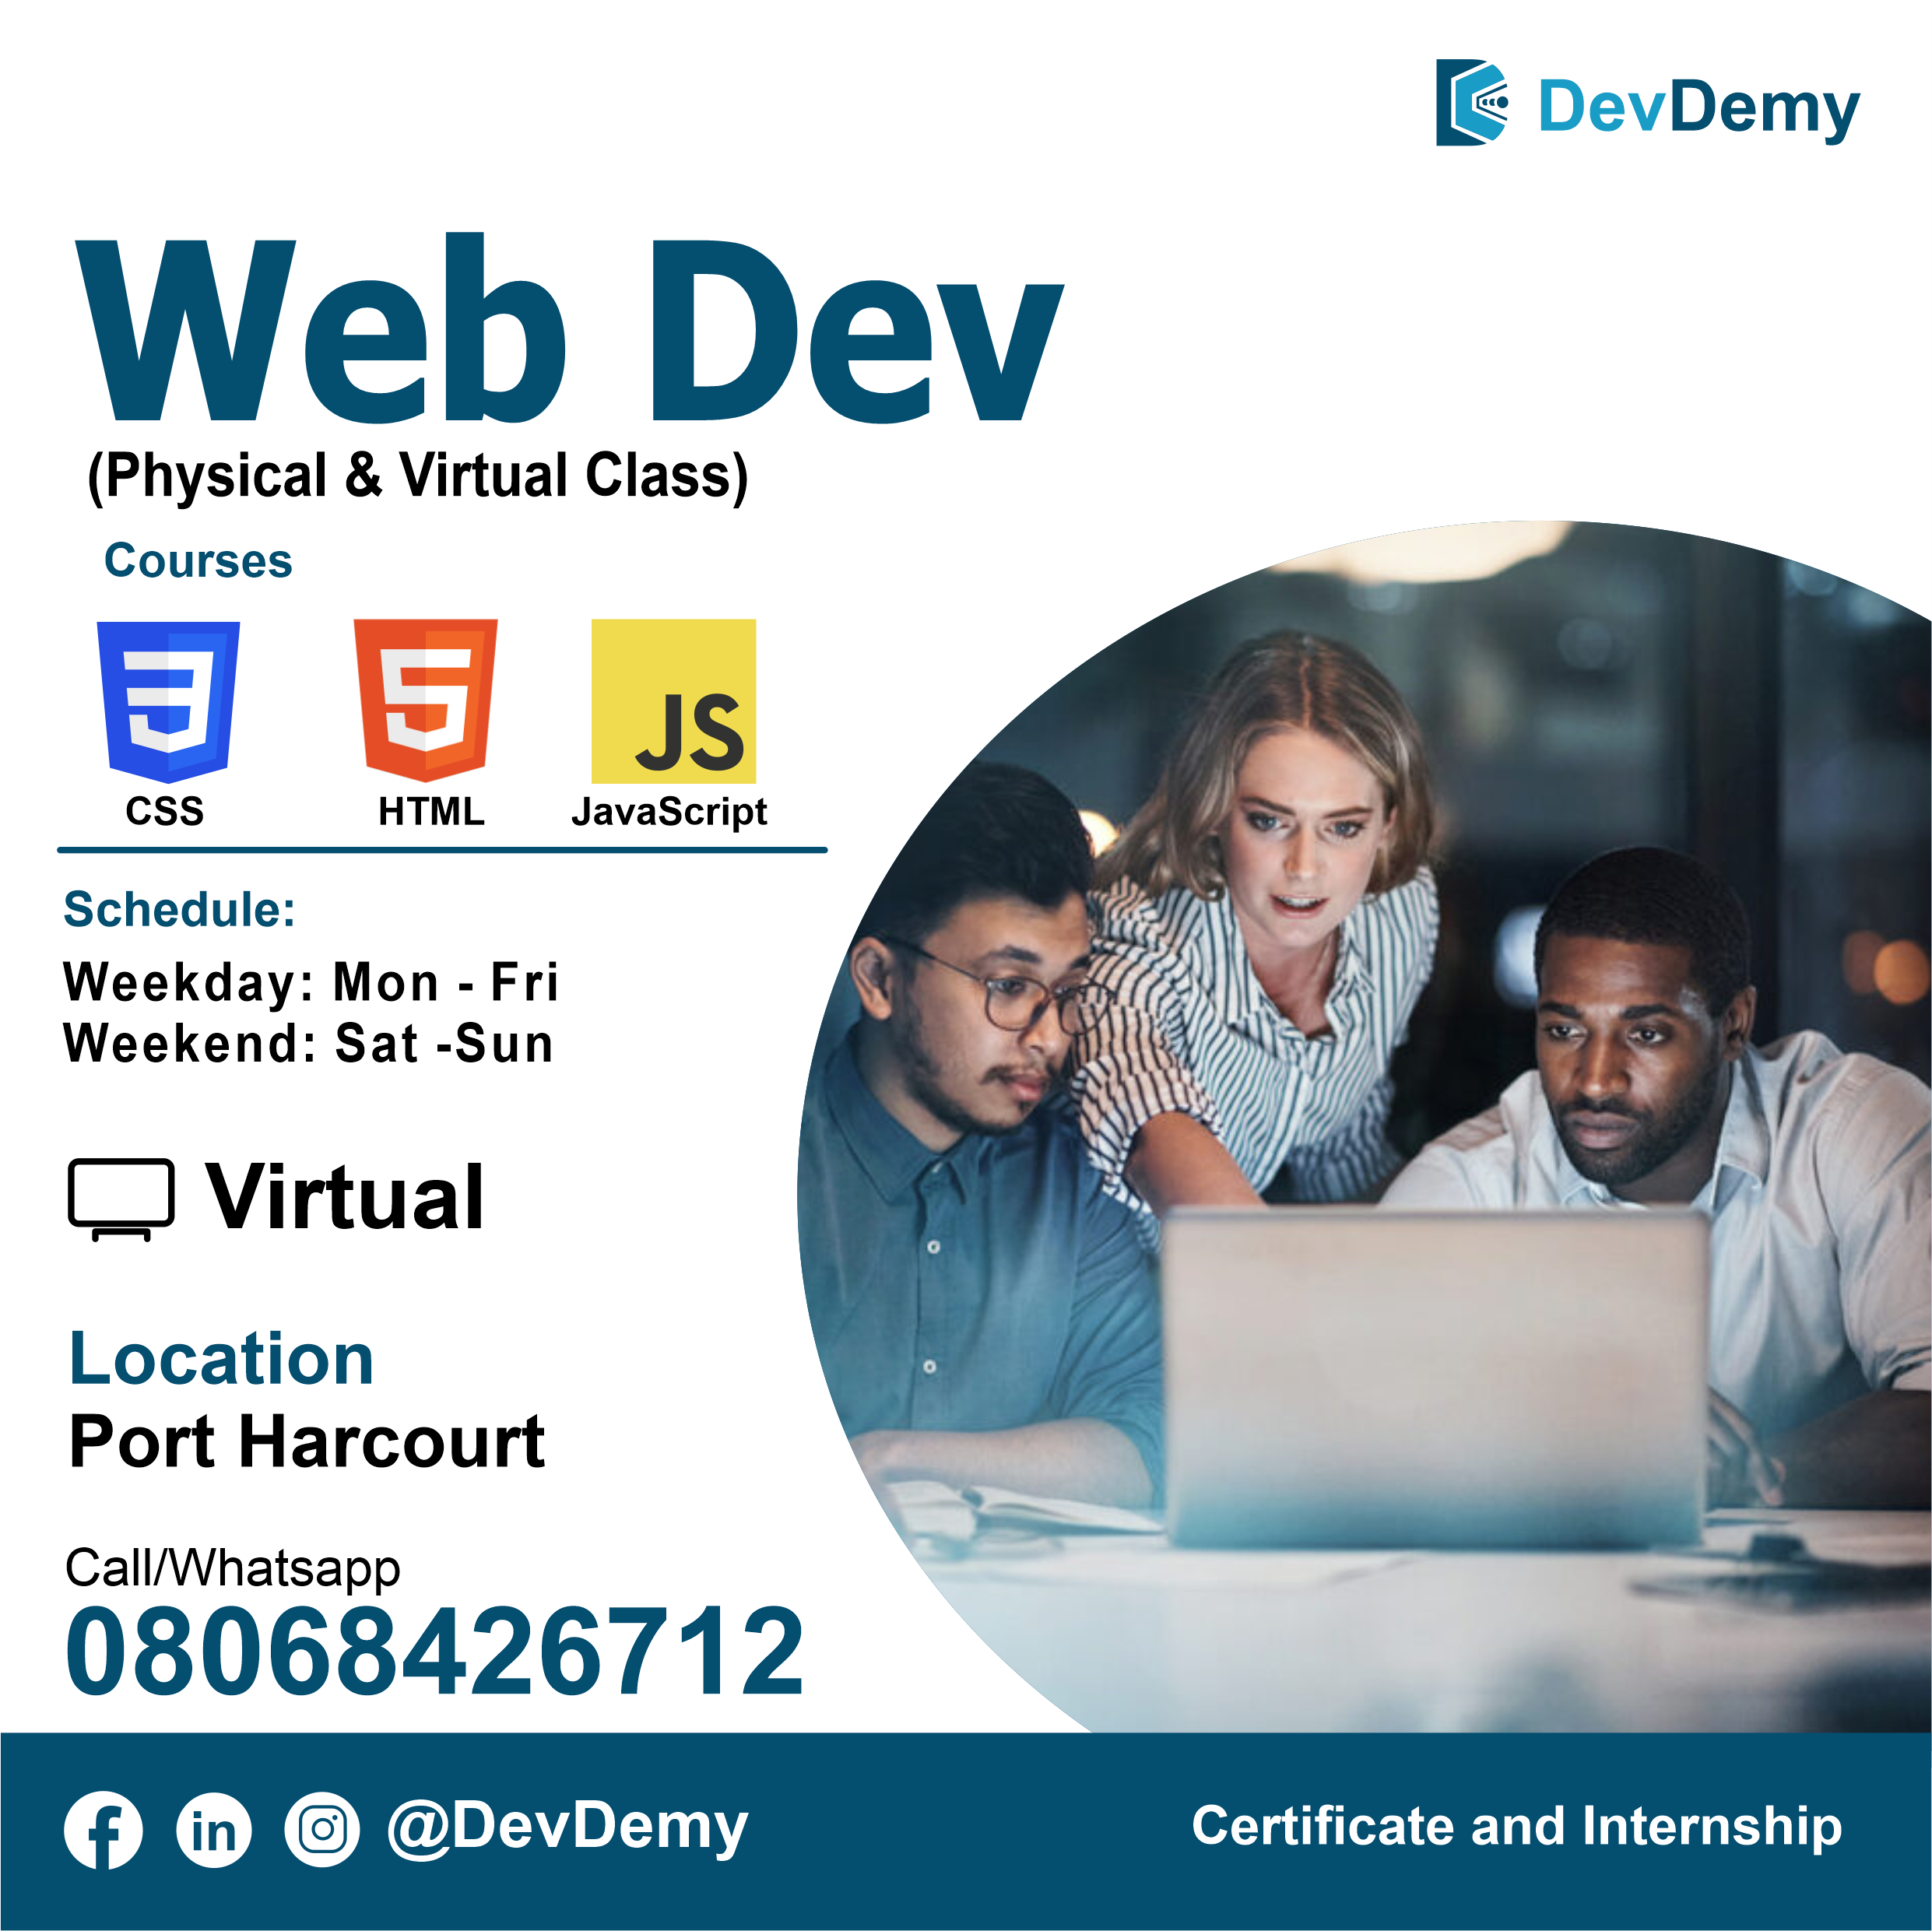 DevDemy
Web Dev
(Physical & Virtual Class)
Courses
CSS HTML JS JavaScript
Schedule:
Weekday: Mon - Fri
Weekend: Sat -Sun
Virtual
Location
Port Harcourt
Call/Whatsapp
08068426712
f in @DevDemy
Certificate and Internship